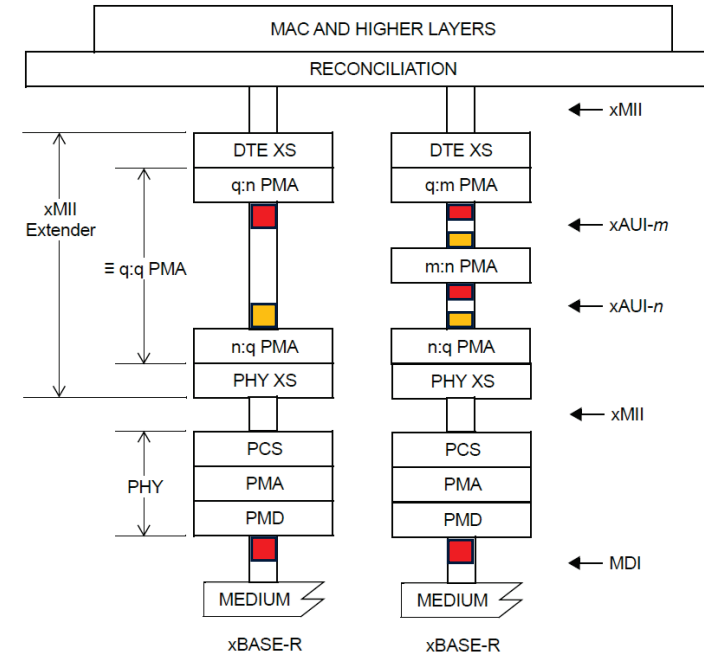 MAC AND HIGHER LAYERS
RECONCILIATION
xMII
DTE XS
DTE XS
q:n PMA
q:m PMA
xMII
Extender
xAUI-m
≡ q:q PMA
m:n PMA
xAUI-n
n:q PMA
n:q PMA
PHY XS
PHY XS
xMII
PCS
PCS
PHY
PMA
PMA
PMD
PMD
MDI
MEDIUM
MEDIUM
xBASE-R
xBASE-R